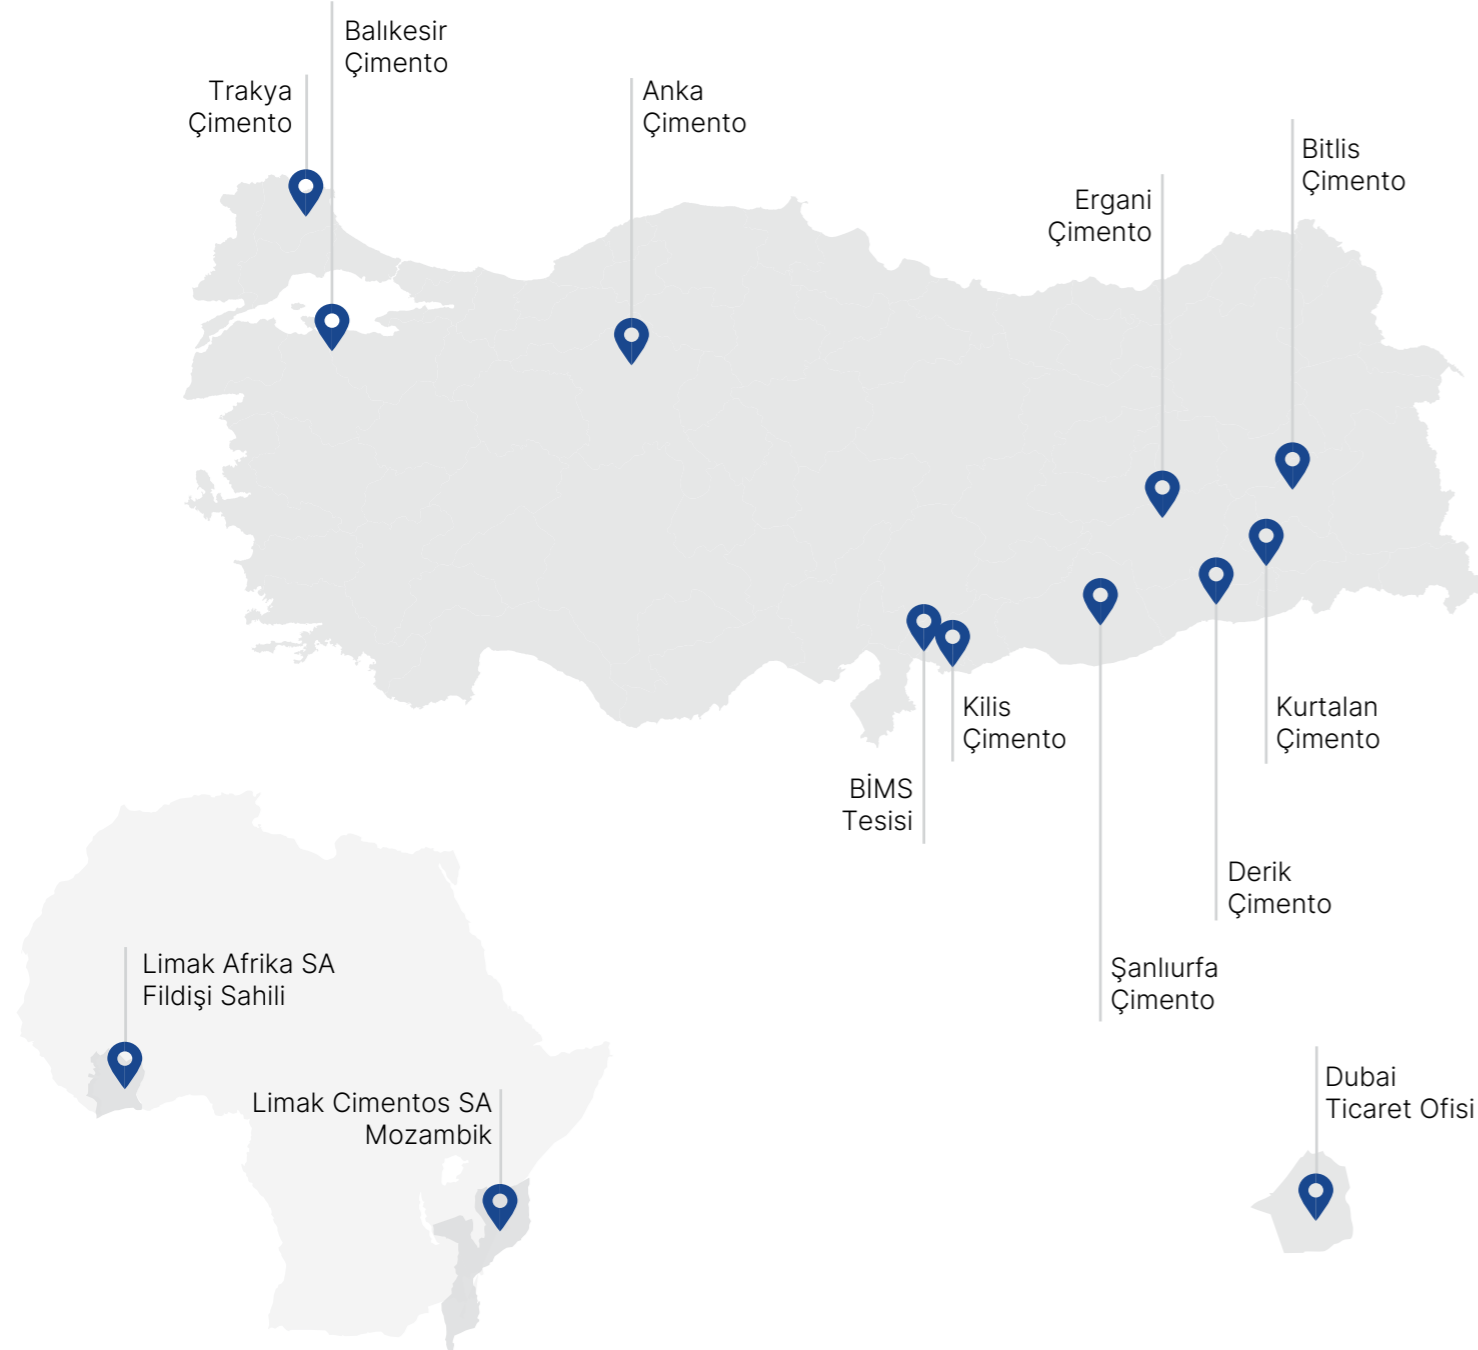 Balıkesir
Çimento
Trakya
Çimento
Anka
Çimento
Bitlis
Çimento
Ergani
Çimento
Kilis
Çimento
Kurtalan
Çimento
BİMS
Tesisi
Derik
Çimento
Şanlıurfa
Çimento
Limak Afrika SA
Fildişi Sahili
Limak Cimentos SA
Mozambik
Dubai
Ticaret Ofisi